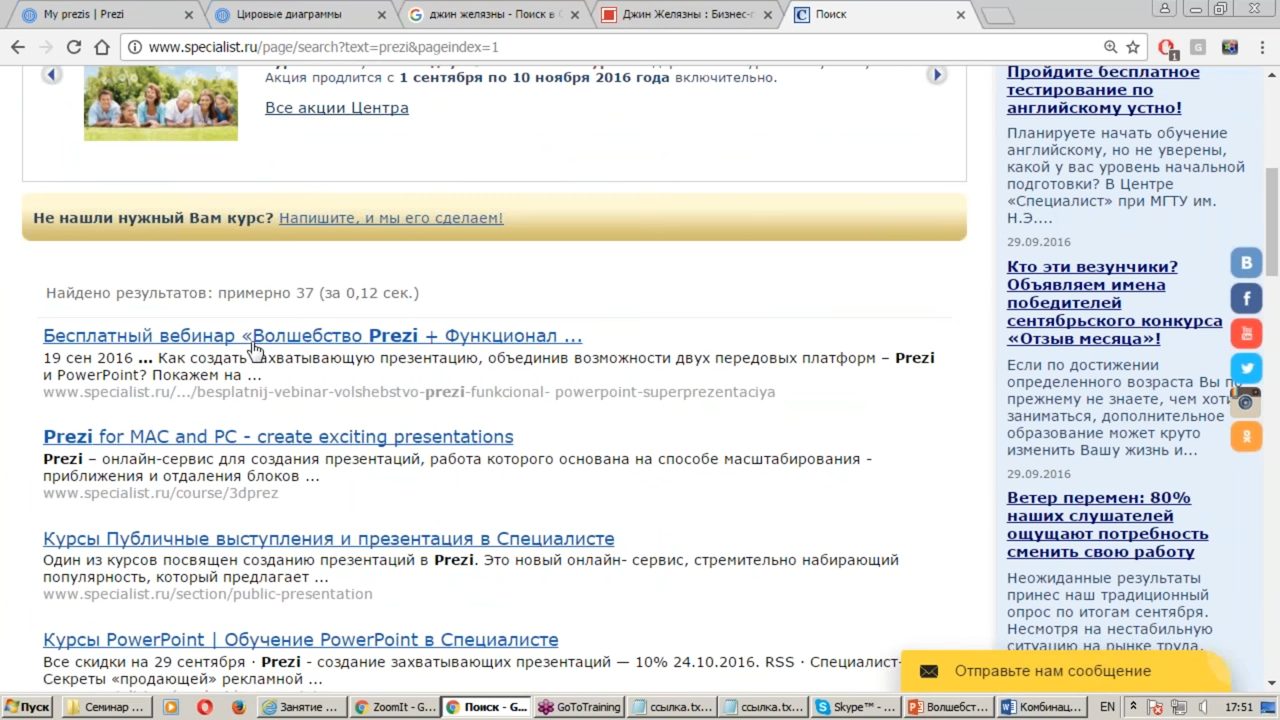 My prezis | Prezi
Цировые диаграммы
джин желязны - Поиск в
Джин Желязны : Бизнес-
Поиск
www.specialist.ru/page/search?text=prezi&pageindex=1
Акция продлится с 1 сентября по 10 ноября 2016 года включительно.
Все акции Центра
Не нашли нужный Вам курс? Напишите, и мы его сделаем!
Найдено результатов: примерно 37 (за 0,12 сек.)
Бесплатный вебинар «Волшебство Prezi + Функционал ...
19 сен 2016 ... Как создать захватывающую презентацию, объединив возможности двух передовых платформ – Prezi
и PowerPoint? Покажем на ...
www.specialist.ru/.../besplatnij-vebinar-volshebstvo-prezi-funkcional- powerpoint-superprezentaciya
Prezi for MAC and PC - create exciting presentations
Prezi – онлайн-сервис для создания презентаций, работа которого основана на способе масштабирования -
приближения и отдаления блоков ...
www.specialist.ru/course/3dprez
Курсы Публичные выступления и презентация в Специалисте
Один из курсов посвящен созданию презентаций в Prezi. Это новый онлайн- сервис, стремительно набирающий
популярность, который предлагает ...
www.specialist.ru/section/public-presentation
Курсы PowerPoint | Обучение PowerPoint в Специалисте
Все скидки на 29 сентября · Prezi - создание захватывающих презентаций — 10% 24.10.2016. RSS · Специалист-
Секреты «продающей» рекламной ...
Пройдите бесплатное
тестирование по
английскому устно!
Планируете начать обучение
английскому, но не уверены,
какой у вас уровень начальной
подготовки? В Центре
«Специалист» при МГТУ им.
Н.Э....
29.09.2016
Кто эти везунчики?
Объявляем имена
победителей
сентябрьского конкурса
«Отзыв месяца»!
Если по достижении
определенного возраста Вы по
прежнему не знаете, чем хоти
заниматься, дополнительное
образование может круто
изменить Вашу жизнь и...
29.09.2016
Ветер перемен: 80%
наших слушателей
ощущают потребность
сменить свою работу
Неожиданные результаты
принес наш традиционный
опрос по итогам сентября.
Несмотря на нестабильную
ситуацию на рынке труда,
Отправьте нам сообщение
Пуск
Семинар ...
Занятие ...
ZoomIt - G...
Поиск - G...
GoToTraining
ссылка.tx...
ссылка.tx...
Skype™ - ...
Волшебст...
Комбинац...
EN
17:51